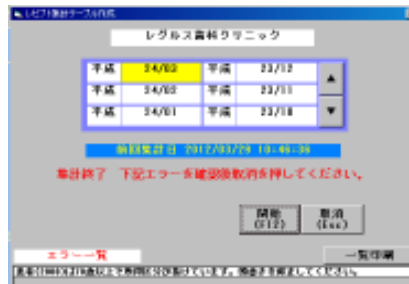 レセプト集計テーブル作成
レグルス歯科クリニック
平成 24/03 平成 23/12 ▲
平成 24/02 平成 23/11
平成 24/01 平成 23/10 ▼
前回集計日 2012/03/29 10:46:36
集計終了 下記エラーを確認後取消を押してください。
開始 取消
(F12) (Esc)
エラー一覧 一覧印刷